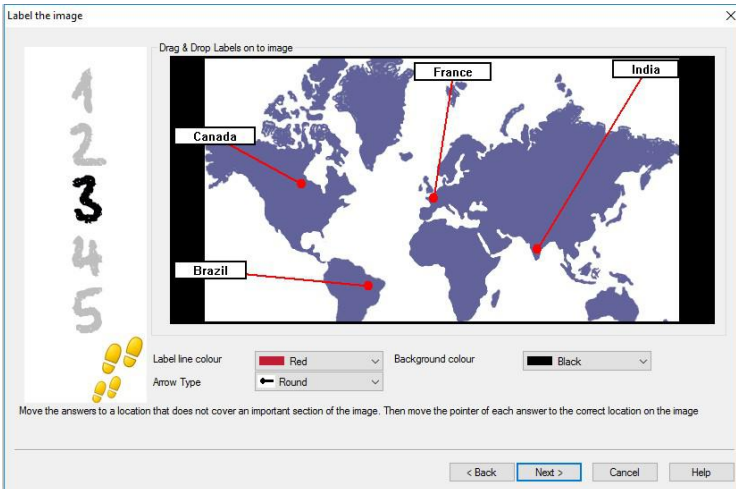 Label the image
1
2
3
4
5
Drag & Drop Labels on to image
France
India
Canada
Brazil
Label line colour
Red
Background colour
Black
Arrow Type
Round
Move the answers to a location that does not cover an important section of the image. Then move the pointer of each answer to the correct location on the image
< Back
Next >
Cancel
Help